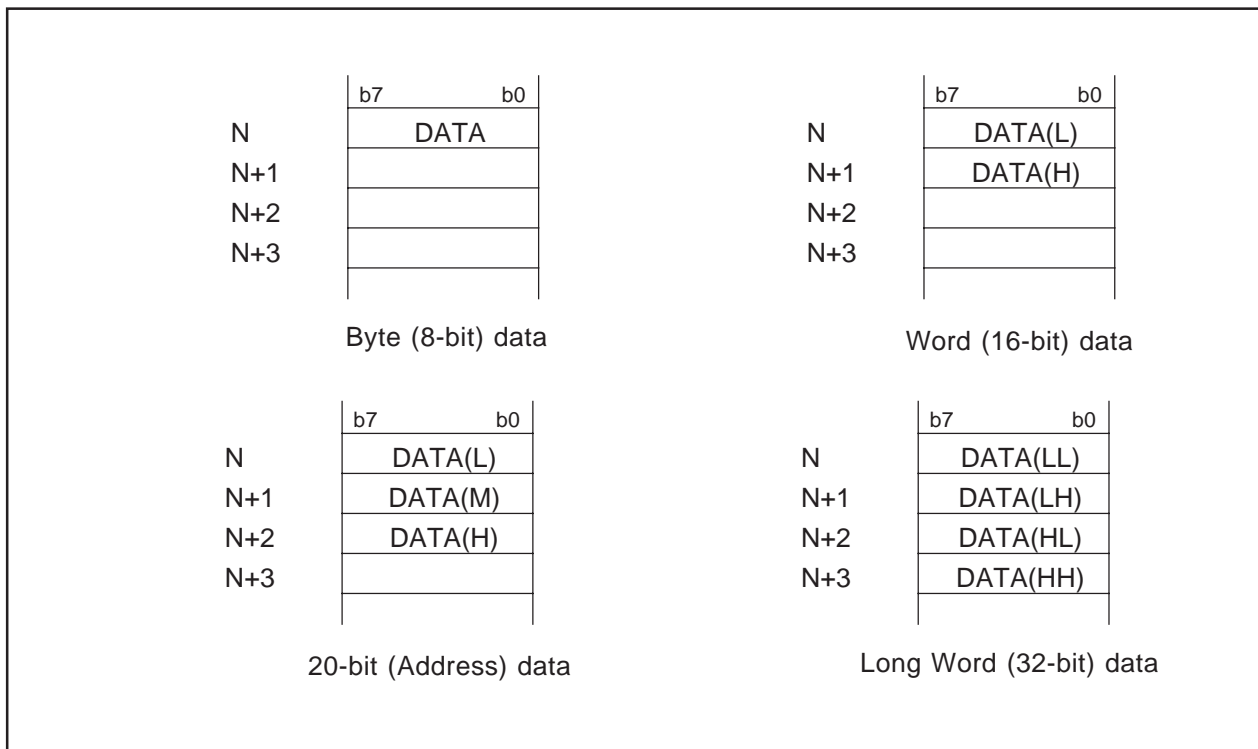 b7 b0
N DATA
N+1
N+2
N+3
Byte (8-bit) data
b7 b0
N DATA(L)
N+1 DATA(H)
N+2
N+3
Word (16-bit) data
b7 b0
N DATA(L)
N+1 DATA(M)
N+2 DATA(H)
N+3
20-bit (Address) data
b7 b0
N DATA(LL)
N+1 DATA(LH)
N+2 DATA(HL)
N+3 DATA(HH)
Long Word (32-bit) data